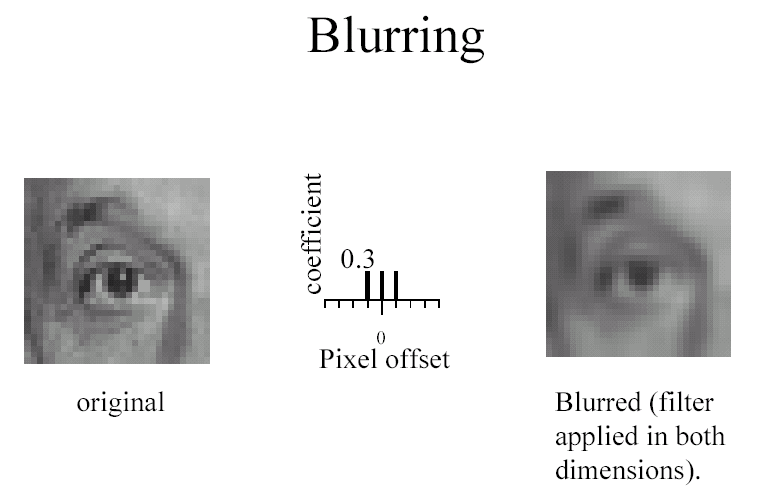 Blurring
coefficient
0.3
0
Pixel offset
original
Blurred (filter
applied in both
dimensions).